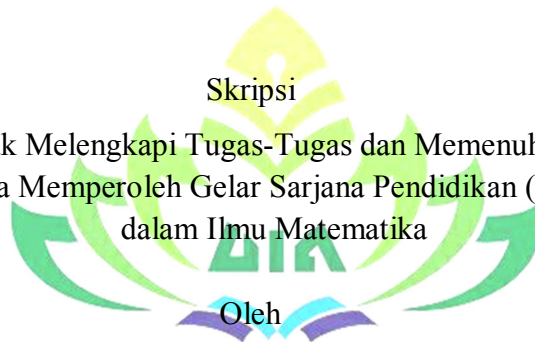 Skripsi
k Melengkapi Tugas-Tugas dan Memenuh
a Memperoleh Gelar Sarjana Pendidikan (
dalam Ilmu Matematika
Oleh